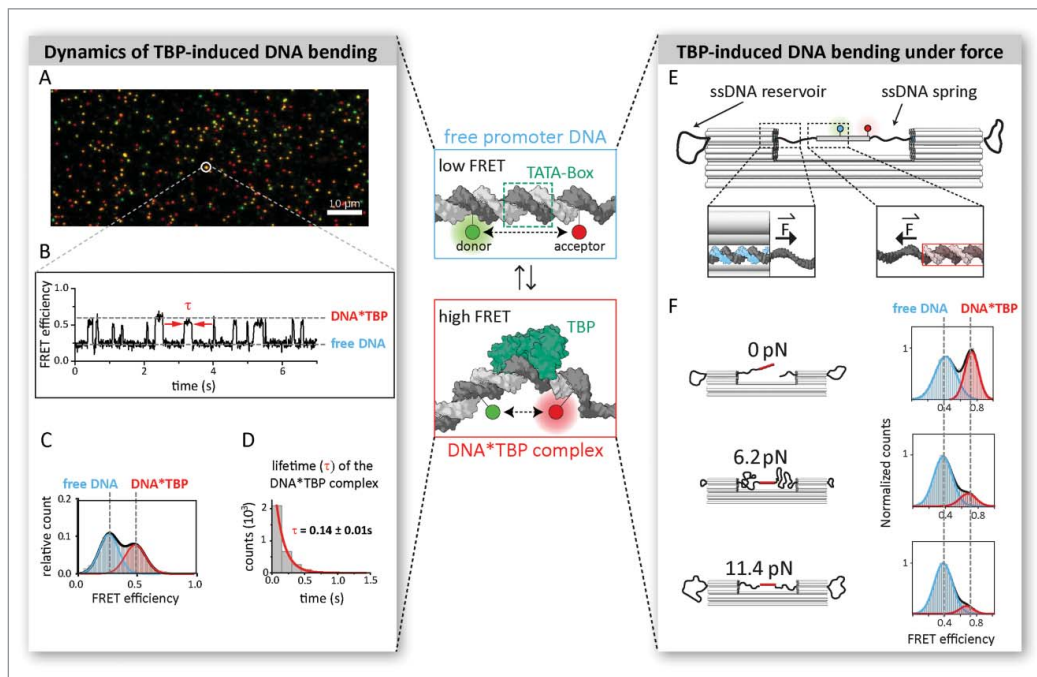 Dynamics of TBP-induced DNA bending
A
10 µm
B
FRET efficiency
1.0
0.5
0.0
τ
DNA*TBP
free DNA
2
4
6
time (s)
C
free DNA
DNA*TBP
relative count
0.2
0.1
0.0
0.0
0.5
1.0
FRET efficiency
D
lifetime (τ) of the
DNA*TBP complex
counts (10³)
2
1
0
τ = 0.14 ± 0.01s
0.0
0.5
1.0
1.5
time (s)
free promoter DNA
low FRET
TATA-Box
donor
acceptor
high FRET
TBP
DNA*TBP complex
TBP-induced DNA bending under force
E
ssDNA reservoir
ssDNA spring
F
F
F
free DNA
DNA*TBP
0 pN
1
0.4
0.8
6.2 pN
Normalized counts
1
0.4
0.8
11.4 pN
1
0.4
0.8
FRET efficiency